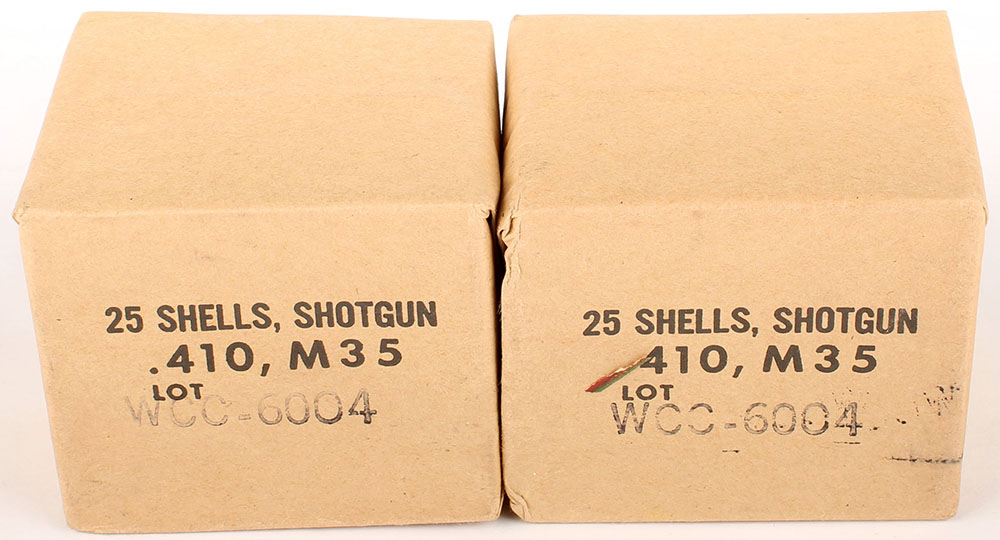 25 SHELLS, SHOTGUN
.410, M35
LOT
WCC-6004
25 SHELLS, SHOTGUN
410, M35
LOT
WCC-6004